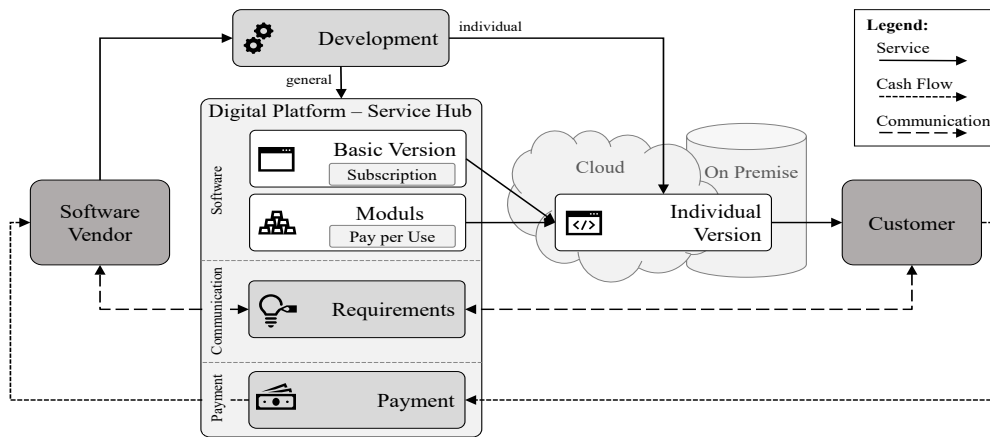 Development
individual
general
Legend:
Service
Cash Flow
Communication
Digital Platform – Service Hub
Software
Basic Version
Subscription
Moduls
Pay per Use
Cloud
On Premise
Individual
Version
Software
Vendor
Customer
Communication
Requirements
Payment
Payment